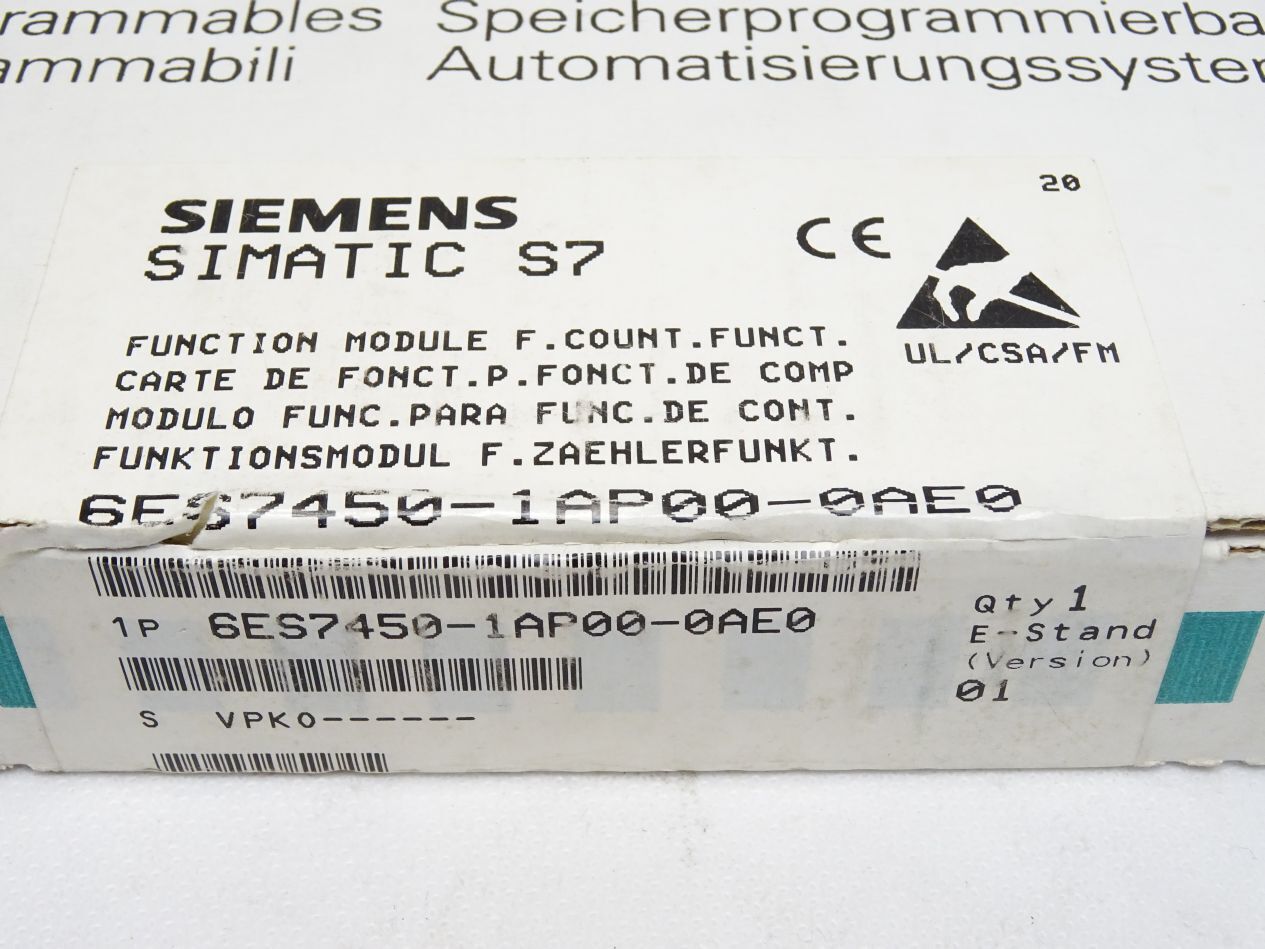 rammables Speicherprogrammierba
ammabili Automatisierungssystem
20
SIEMENS
SIMATIC S7
CE
FUNCTION MODULE F.COUNT.FUNCT.
CARTE DE FONCT.P.FONCT.DE COMP
MODULO FUNC.PARA FUNC.DE CONT.
FUNKTIONSMODUL F.ZAEHLERFUNKT.
UL/CSA/FM
6ES7450-1AP00-0AE0
1P 6ES7450-1AP00-0AE0
Qty 1
E-Stand
(Version)
01
S VPK0------